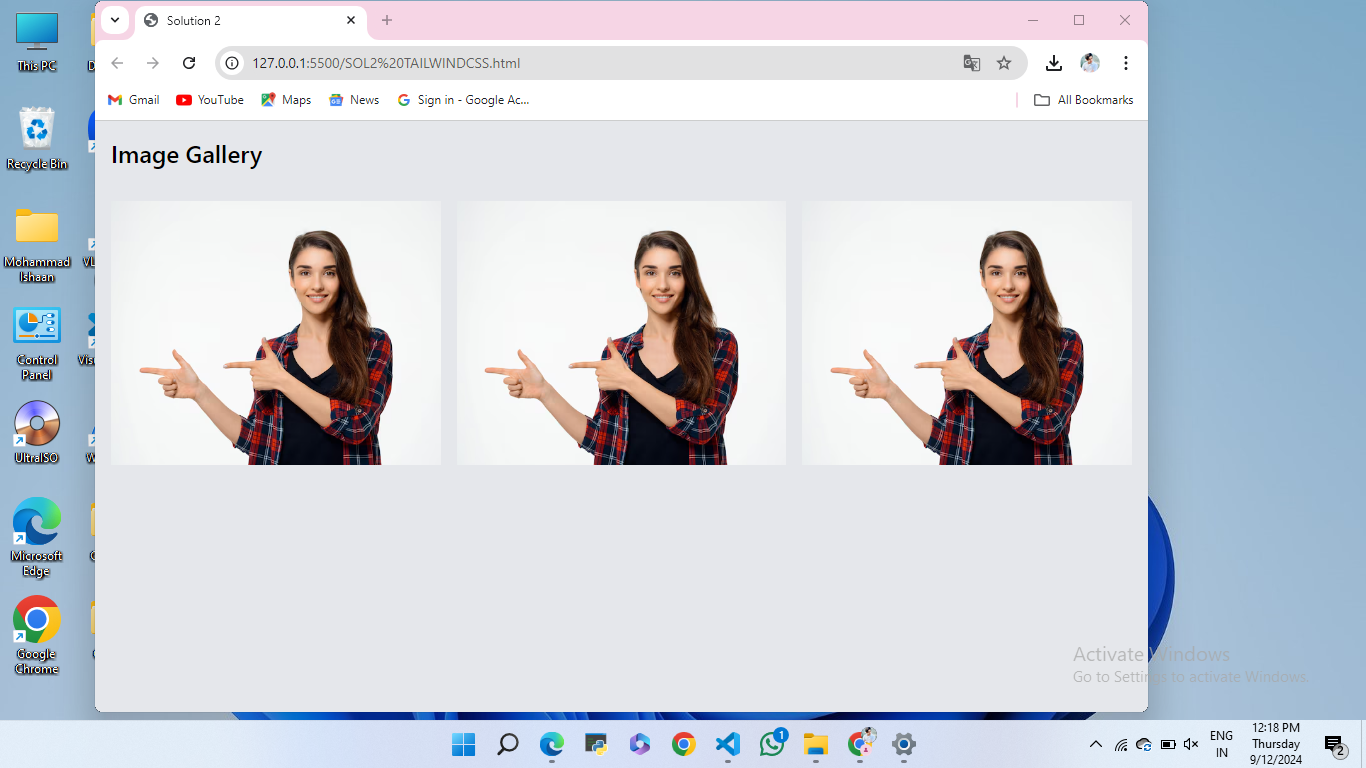 Solution 2
127.0.0.1:5500/SOL2%20TAILWINDCSS.html
Gmail
YouTube
Maps
News
Sign in - Google Ac...
All Bookmarks
Image Gallery
This PC
Recycle Bin
Mohammad
Ishaan
Control
Panel
UltraISO
Microsoft
Edge
Google
Chrome
Activate Windows
Go to Settings to activate Windows.
1
ENG
IN
12:18 PM
Thursday
9/12/2024
2